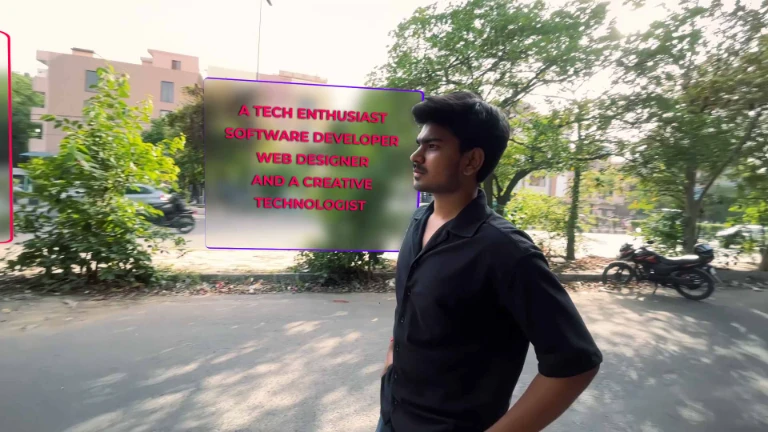 A TECH ENTHUSIAST
SOFTWARE DEVELOPER
WEB DESIGNER
AND A CREATIVE
TECHNOLOGIST